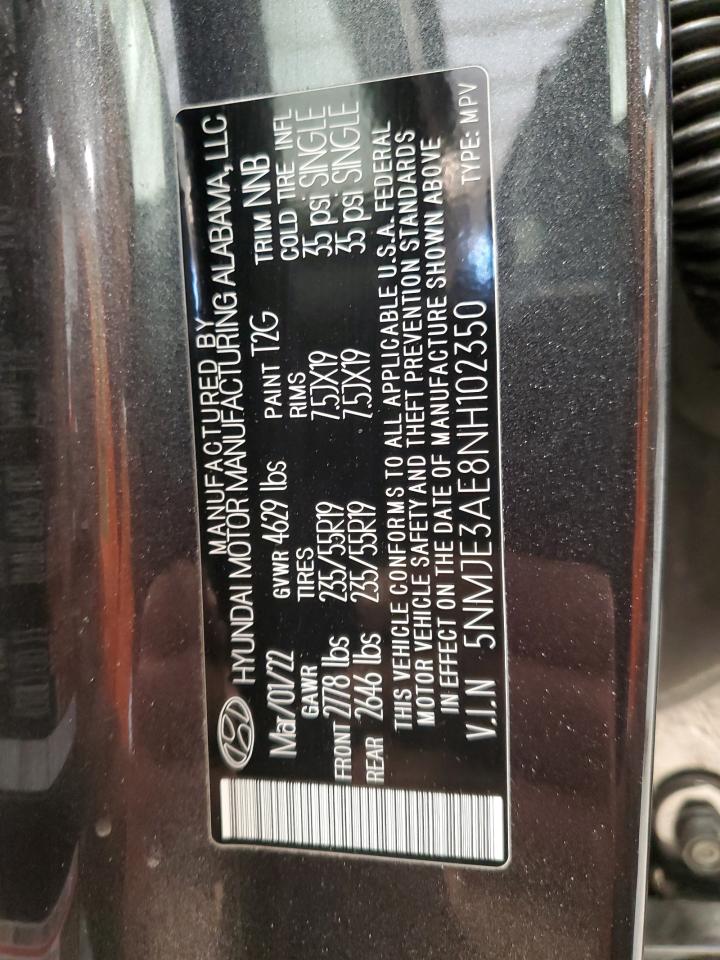 MANUFACTURED BY
HYUNDAI MOTOR MANUFACTURING ALABAMA, LLC
Mar/01/22 GVWR 4629 lbs PAINT T2G TRIM NNB
GAWR TIRES RIMS COLD TIRE INFL
FRONT 2778 lbs 235/55R19 7.5JX19 35 psi SINGLE
REAR 2646 lbs 235/55R19 7.5JX19 35 psi SINGLE
THIS VEHICLE CONFORMS TO ALL APPLICABLE U.S.A. FEDERAL
MOTOR VEHICLE SAFETY AND THEFT PREVENTION STANDARDS
IN EFFECT ON THE DATE OF MANUFACTURE SHOWN ABOVE
V.I.N 5NMJE3AE8NH102350 TYPE: MPV